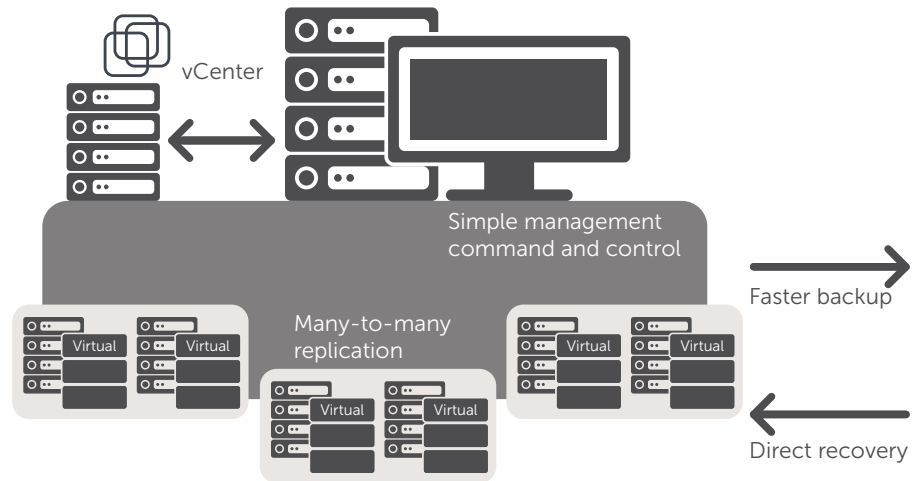 vCenter
Simple management
command and control
Faster backup
Many-to-many
replication
Virtual
Virtual
Virtual
Virtual
Virtual
Virtual
Direct recovery